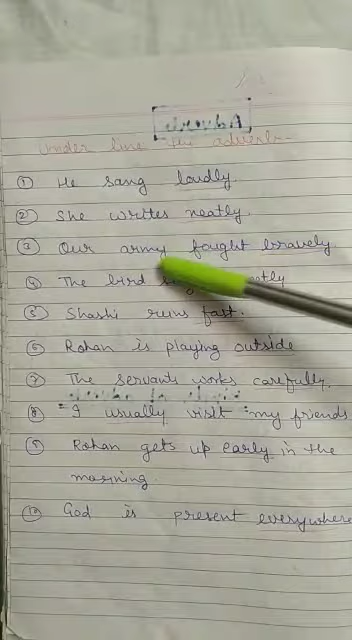 Adverb
Under line the adverb-
① He sang loudly.
② She writes neatly.
③ Our army fought bravely
④ The bird
⑤ Shashi runs fast.
⑥ Rohan is playing outside
⑦ The servants works carefully.
⑧ I usually visit my friends
⑨ Rohan gets up early in the
morning.
⑩ God is present everywhere